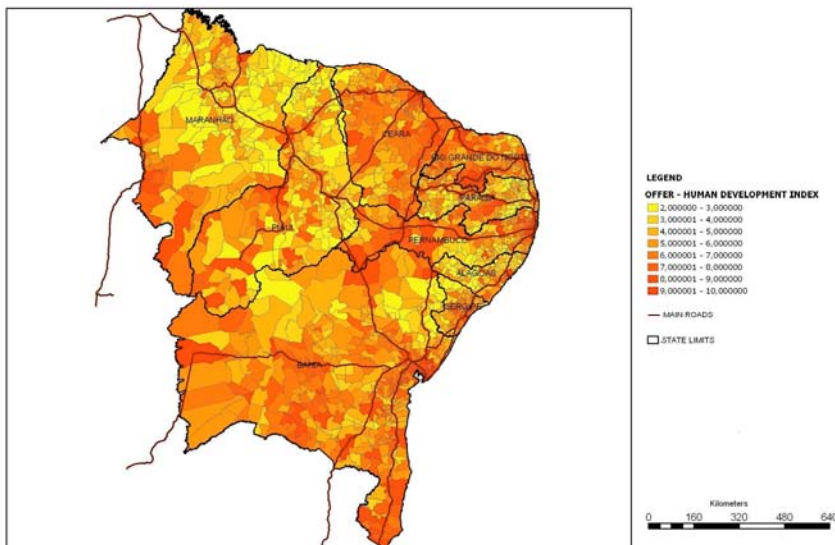 MARANHÃO
CEARÁ
RIO GRANDE DO NORTE
PARAÍBA
PIAUÍ
PERNAMBUCO
ALAGOAS
SERGIPE
BAHIA
LEGEND
OFFER - HUMAN DEVELOPMENT INDEX
2,000000 - 3,000000
3,000001 - 4,000000
4,000001 - 5,000000
5,000001 - 6,000000
6,000001 - 7,000000
7,000001 - 8,000000
8,000001 - 9,000000
9,000001 - 10,000000
MAIN ROADS
STATE LIMITS
Kilometers
0 160 320 480 640